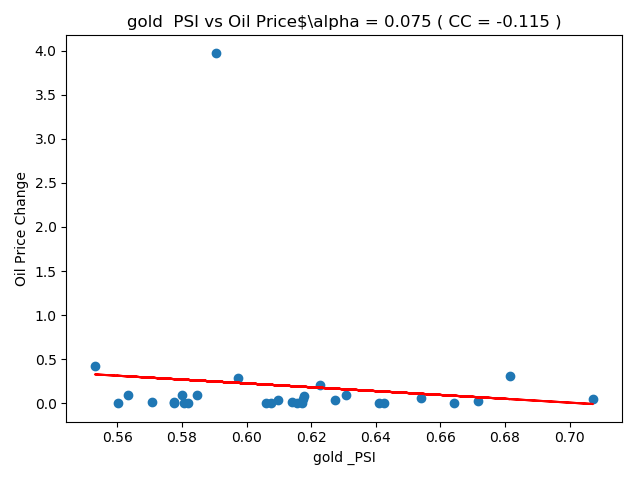 gold  PSI vs Oil Price$\alpha = 0.075 ( CC = -0.115 )
4.0
3.5
3.0
2.5
2.0
1.5
1.0
0.5
0.0
Oil Price Change
0.56 0.58 0.60 0.62 0.64 0.66 0.68 0.70
gold _PSI